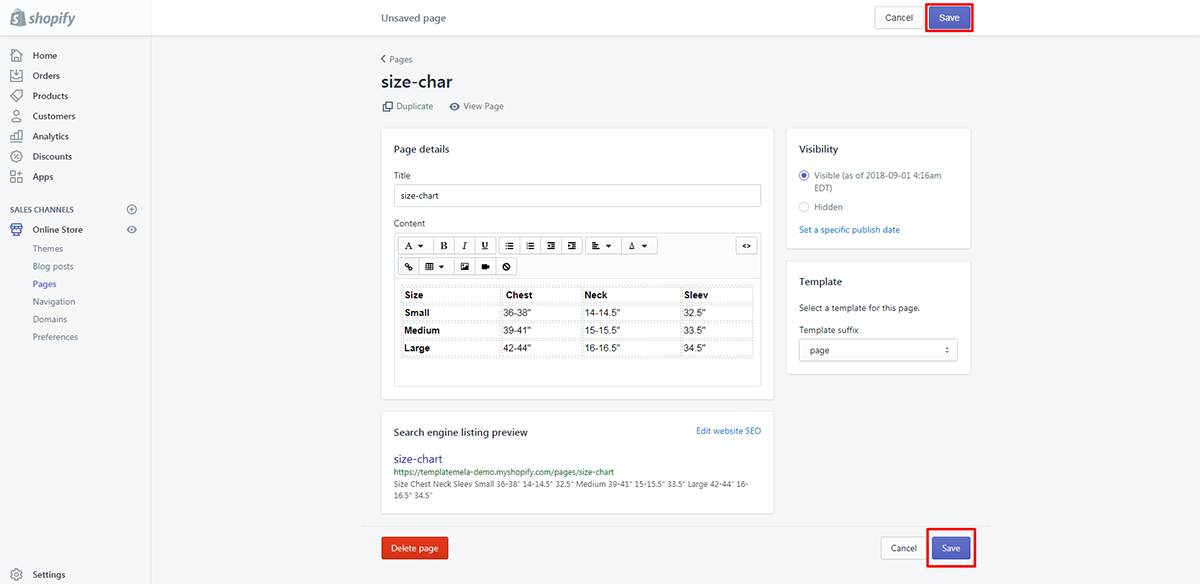 shopify
Unsaved page
Cancel
Save
Home
Orders
Products
Customers
Analytics
Discounts
Apps
SALES CHANNELS
Online Store
Themes
Blog posts
Pages
Navigation
Domains
Preferences
Settings
Pages
size-char
Duplicate
View Page
Page details
Title
size-chart
Content
A B I U A <>
Size Chest Neck Sleev
Small 36-38" 14-14.5" 32.5"
Medium 39-41" 15-15.5" 33.5"
Large 42-44" 16-16.5" 34.5"
Search engine listing preview
Edit website SEO
size-chart
https://templatemela-demo.myshopify.com/pages/size-chart
Size Chest Neck Sleev Small 36-38" 14-14.5" 32.5" Medium 39-41" 15-15.5" 33.5" Large 42-44" 16-
16.5" 34.5"
Visibility
Visible (as of 2018-09-01 4:16am
EDT)
Hidden
Set a specific publish date
Template
Select a template for this page.
Template suffix
page
Delete page
Cancel
Save